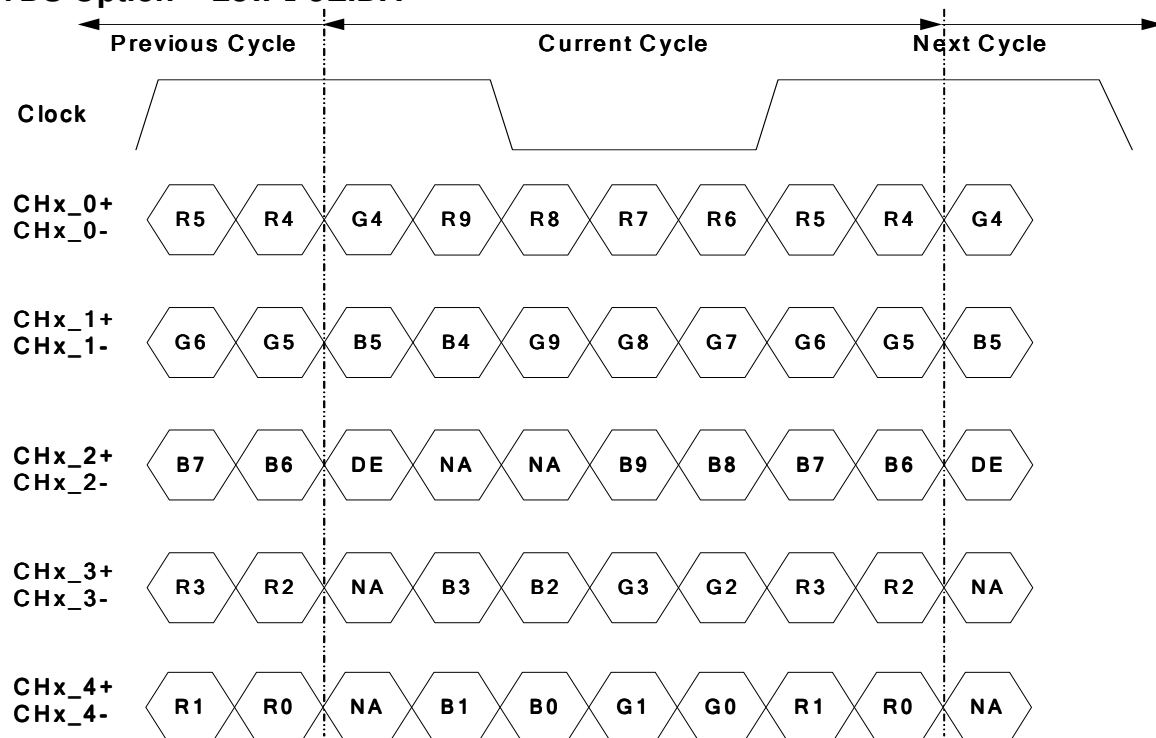 Previous Cycle Current Cycle Next Cycle
Clock
CHx_0+
CHx_0-
R5 R4 G4 R9 R8 R7 R6 R5 R4 G4
CHx_1+
CHx_1-
G6 G5 B5 B4 G9 G8 G7 G6 G5 B5
CHx_2+
CHx_2-
B7 B6 DE NA NA B9 B8 B7 B6 DE
CHx_3+
CHx_3-
R3 R2 NA B3 B2 G3 G2 R3 R2 NA
CHx_4+
CHx_4-
R1 R0 NA B1 B0 G1 G0 R1 R0 NA